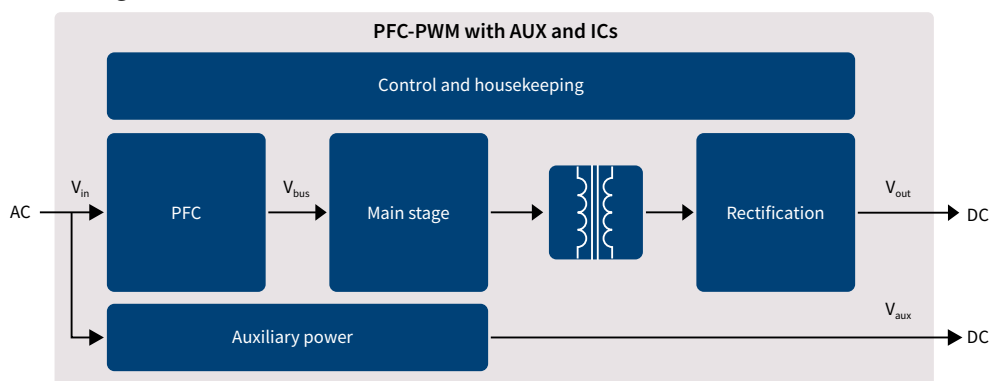 PFC-PWM with AUX and ICs
Control and housekeeping
AC
Vin
PFC
Vbus
Main stage
Rectification
Vout
DC
Auxiliary power
Vaux
DC